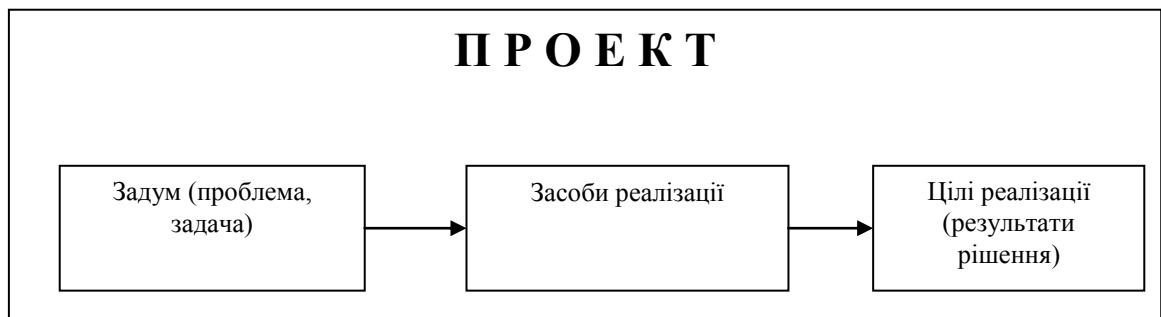 П Р О Е К Т
Задум (проблема,
задача)
Засоби реалізації
Цілі реалізації
(результати
рішення)